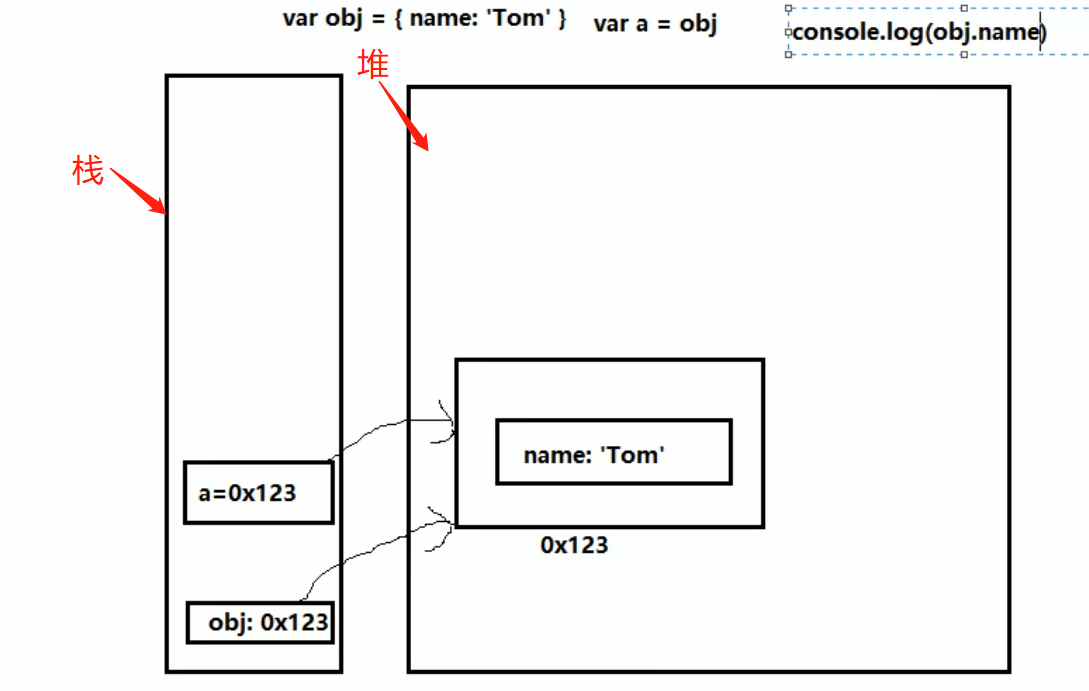 var obj = { name: 'Tom' } var a = obj console.log(obj.name)
堆
栈
name: 'Tom'
a=0x123
0x123
obj: 0x123